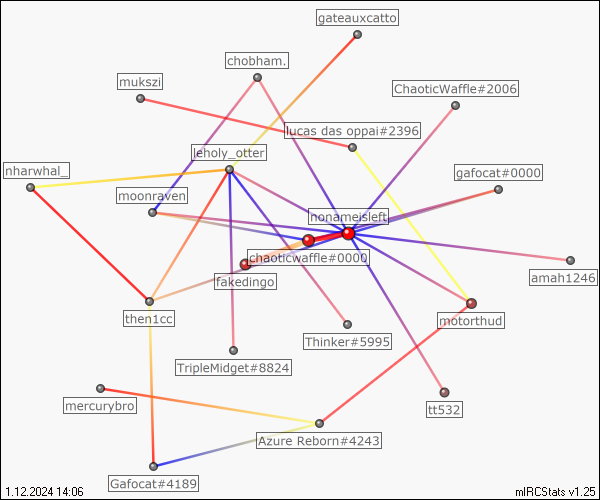 gateauxcatto
chobham.
mukszi
ChaoticWaffle#2006
lucas das oppai#2396
leholy_otter
nharwhal_
gafocat#0000
moonraven
nonameisleft
chaoticwaffle#0000
fakedingo
amah1246
then1cc
motorthud
Thinker#5995
TripleMidget#8824
mercurybro
tt532
Azure Reborn#4243
Gafocat#4189
1.12.2024 14:06
mIRCStats v1.25